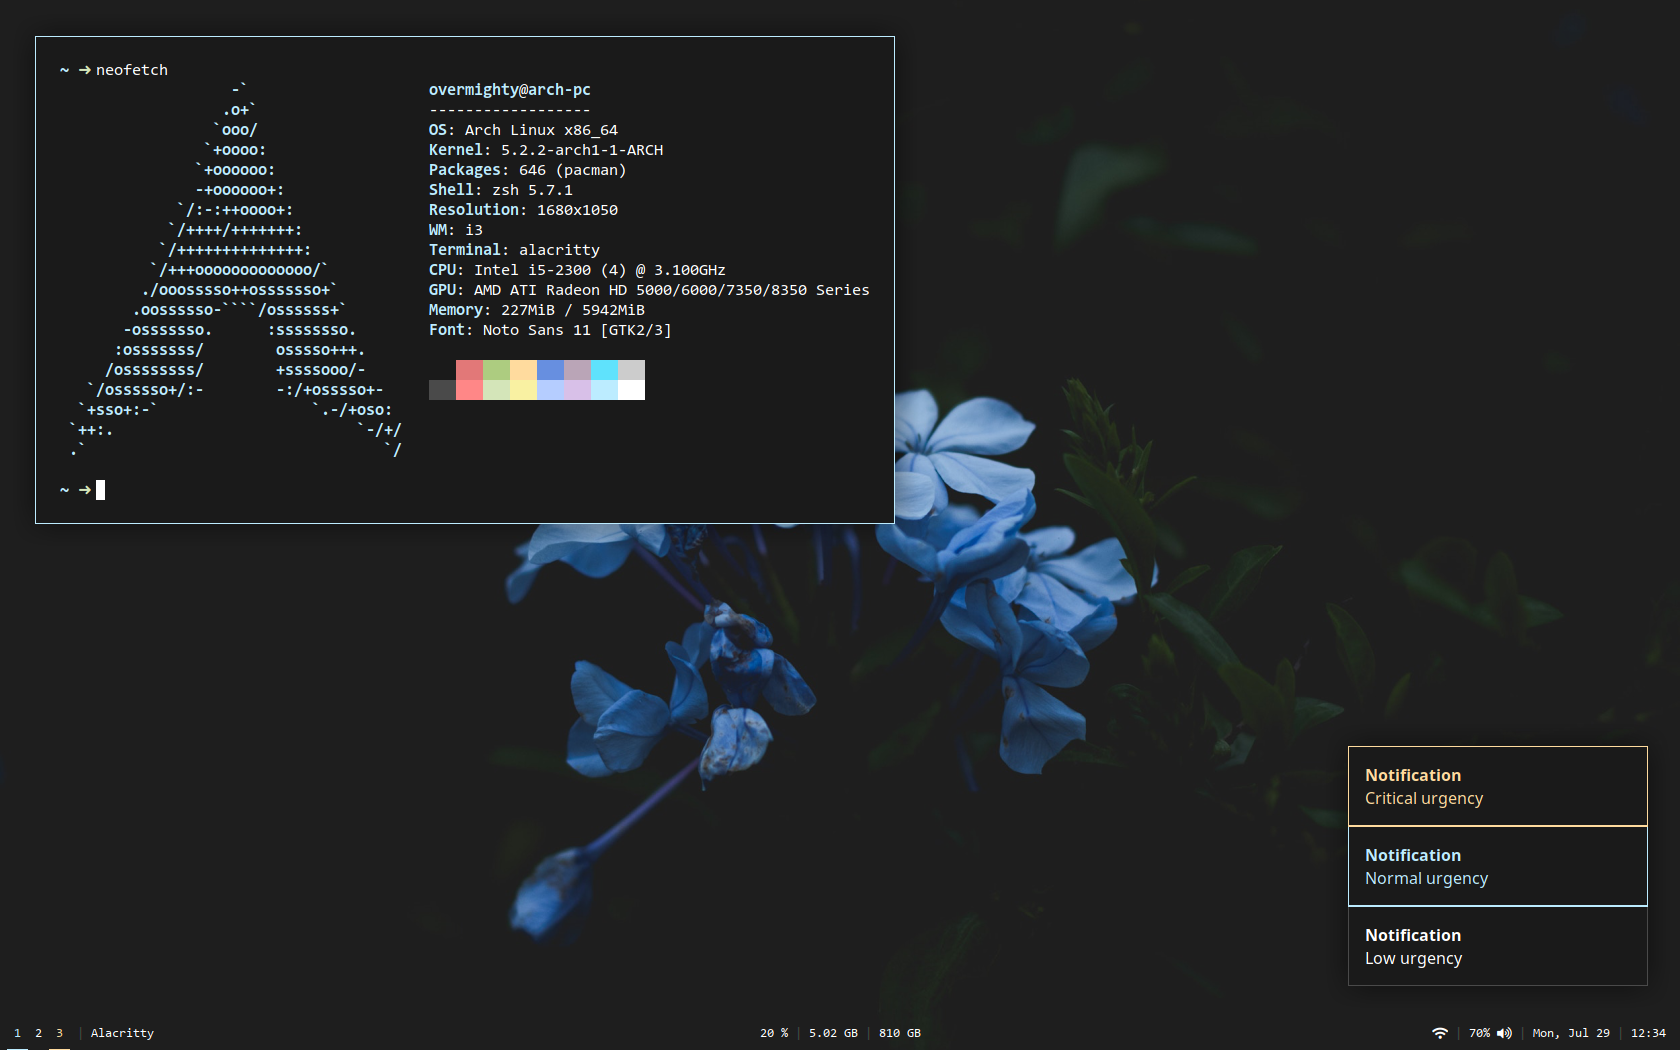 ~ ➜ neofetch
-`
.o+`
`ooo/
`+oooo:
`+oooooo:
-+oooooo+:
`/:-:++oooo+:
`/++++/+++++++:
`/++++++++++++++:
`/+++ooooooooooooo/`
./ooosssso++osssssso+`
.oossssso-````/ossssss+`
-osssssso.      :ssssssso.
:osssssss/        osssso+++.
/ossssssss/        +ssssooo/-
`/ossssso+/:-        -:/+osssso+-
`+sso+:-`                 `.-/+oso:
`++:.                           `-/+/
.`                                 `/
overmighty@arch-pc
------------------
OS: Arch Linux x86_64
Kernel: 5.2.2-arch1-1-ARCH
Packages: 646 (pacman)
Shell: zsh 5.7.1
Resolution: 1680x1050
WM: i3
Terminal: alacritty
CPU: Intel i5-2300 (4) @ 3.100GHz
GPU: AMD ATI Radeon HD 5000/6000/7350/8350 Series
Memory: 227MiB / 5942MiB
Font: Noto Sans 11 [GTK2/3]
~ ➜
Notification
Critical urgency
Notification
Normal urgency
Notification
Low urgency
1 2 3 | Alacritty
20 % | 5.02 GB | 810 GB
| 70% | Mon, Jul 29 | 12:34